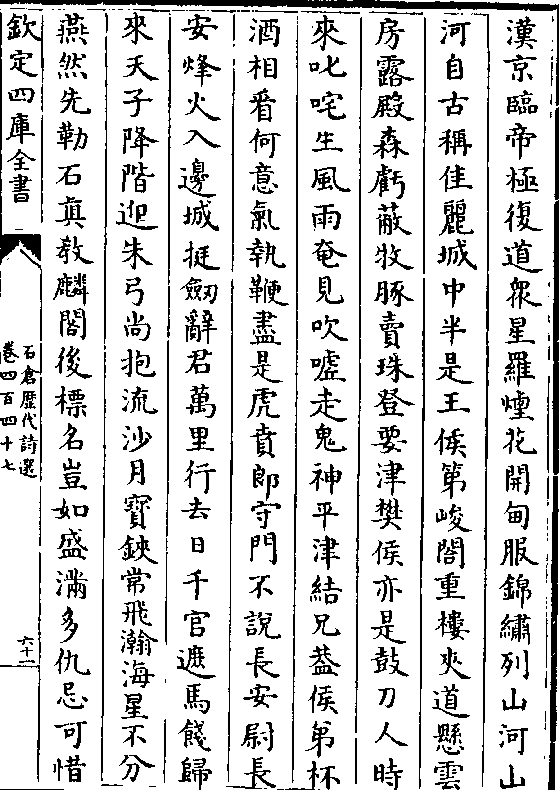 漢京臨帝極復道衆星羅煙花開甸服錦繡列山河山
河自古稱佳麗城中半是王侯第峻閣重樓夾道懸雲
房露殿森虧蔽牧豚賣珠登要津樊侯亦是鼓刀人時
來叱咤生風雨奄見吹噓走鬼神平津結兄葢侯弟杯
酒相看何意氣執鞭盡是虎賁郎守門不說長安尉長
安烽火入邊城挺劒辭君萬里行去日千官遮馬餞歸
來天子降階迎朱弓尚抱流沙月寳鋏常飛瀚海星不分
燕然先勒石真教麟閣後標名豈如盛滿多仇忌可惜
欽定四庫全書
石倉歴代詩選
卷四百四十七
六十二